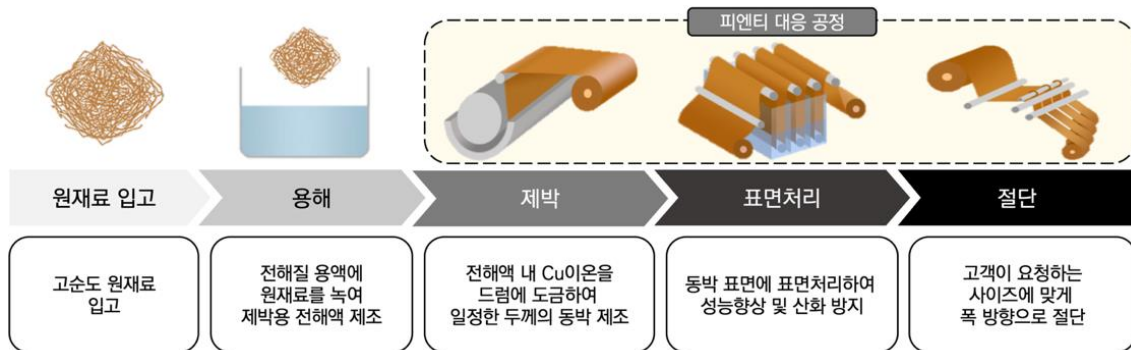 피엔티 대응 공정
원재료 입고
용해
제박
표면처리
절단
고순도 원재료
입고
전해질 용액에
원재료를 녹여
제박용 전해액 제조
전해액 내 Cu이온을
드럼에 도금하여
일정한 두께의 동박 제조
동박 표면에 표면처리하여
성능향상 및 산화 방지
고객이 요청하는
사이즈에 맞게
폭 방향으로 절단